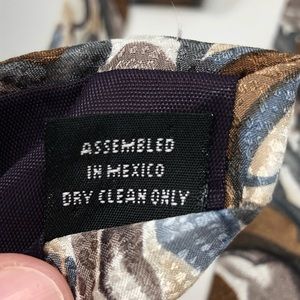 ASSEMBLED
IN MEXICO
DRY CLEAN ONLY